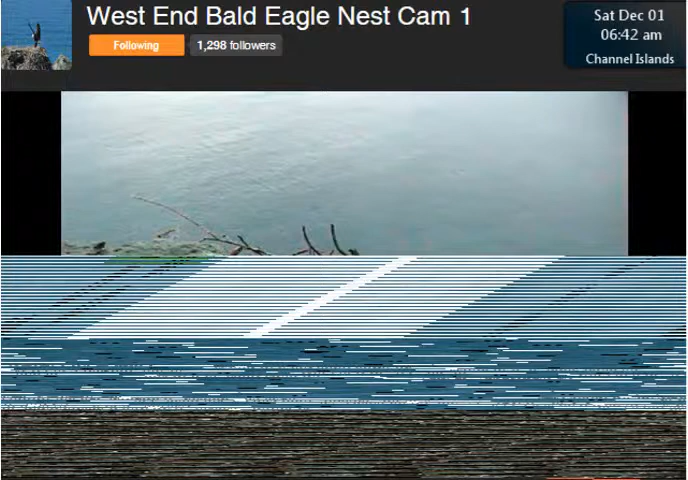 West End Bald Eagle Nest Cam 1
Following
1,298 followers
Sat Dec 01
06:42 am
Channel Islands